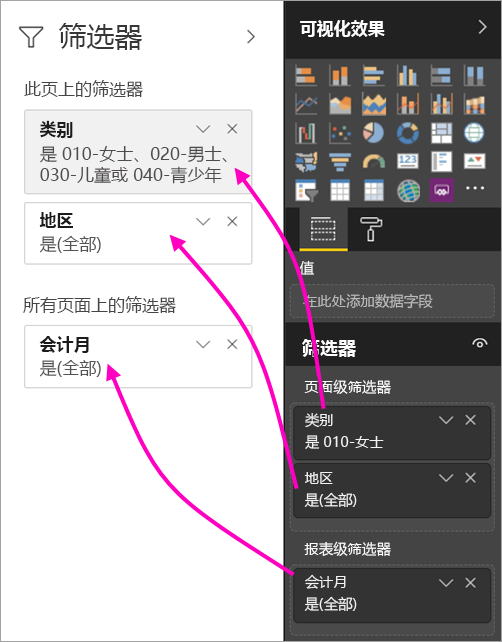 筛选器
此页上的筛选器
类别
是 010-女士、020-男士、
030-儿童或 040-青少年
地区
是(全部)
所有页面上的筛选器
会计月
是(全部)
可视化效果
123
值
在此处添加数据字段
筛选器
页面级筛选器
类别
是 010-女士
地区
是(全部)
报表级筛选器
会计月
是(全部)